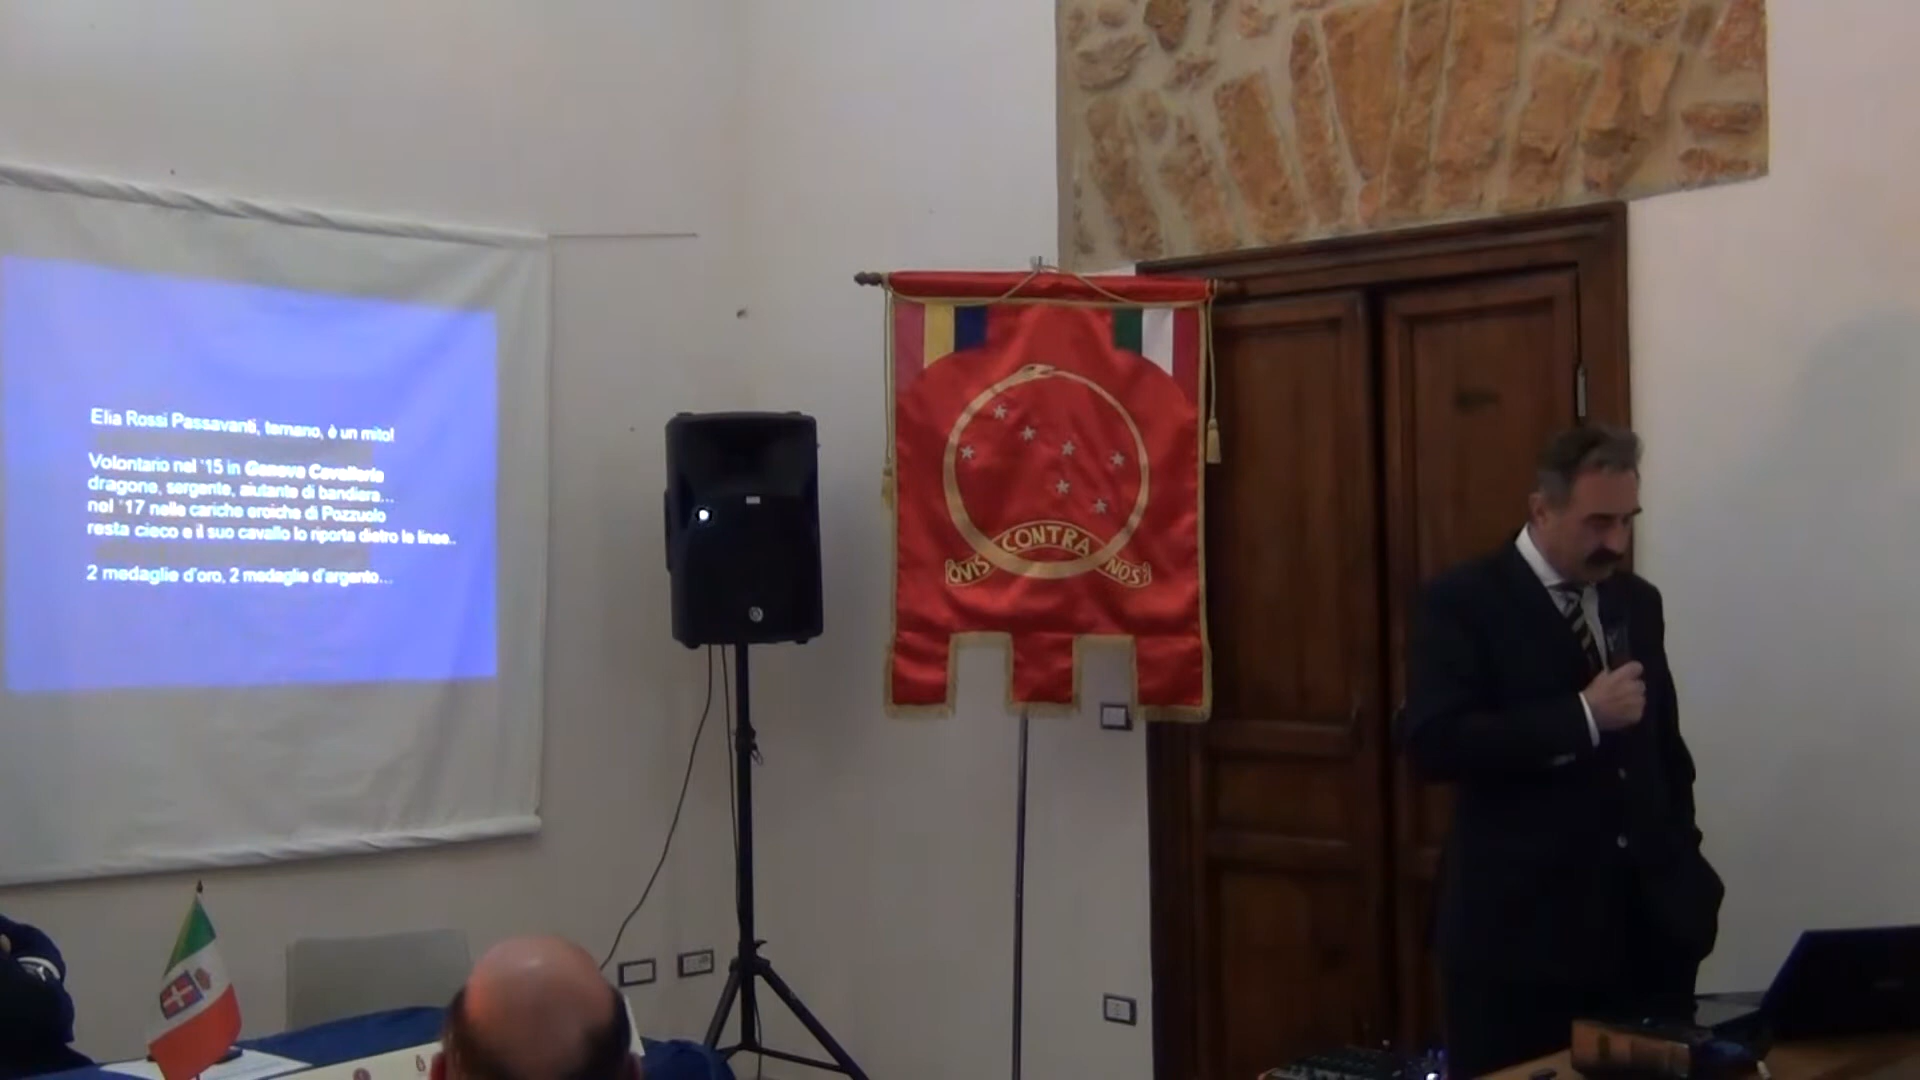 Elia Rossi Passavanti, ternano, è un mito!
Volontario nel '15 in Genova Cavalleria
dragone, sergente, aiutante di bandiera...
nel '17 nelle cariche eroiche di Pozzuolo
resta cieco e il suo cavallo lo riporta dietro le linee..
2 medaglie d'oro, 2 medaglie d'argento...
QVIS CONTRA NOS?